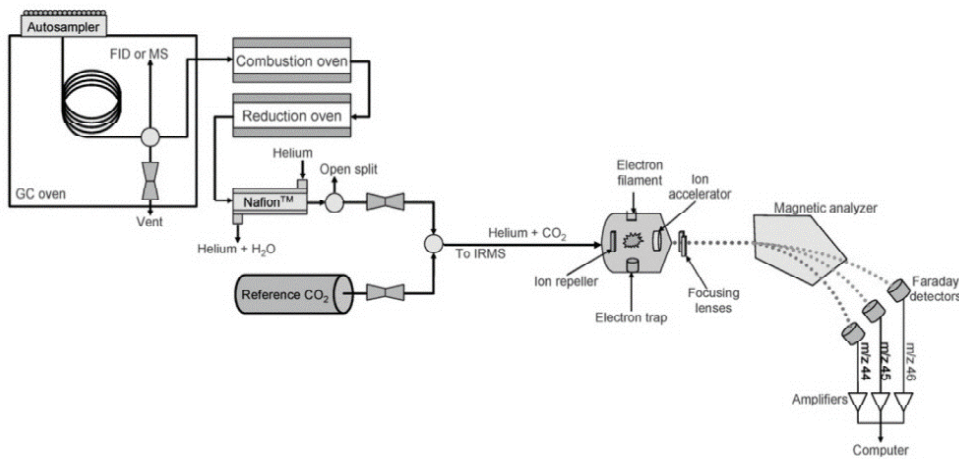 Autosampler
FID or MS
GC oven
Vent
Combustion oven
Reduction oven
Helium
Nafion™
Open split
Helium + H₂O
Reference CO₂
Helium + CO₂
To IRMS
Electron
filament
Ion
accelerator
Ion repeller
Electron trap
Focusing
lenses
Magnetic analyzer
Faraday
detectors
m/z 44
m/z 45
m/z 46
Amplifiers
Computer